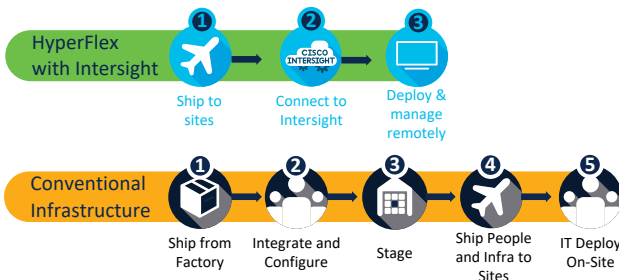 1
2
3
HyperFlex
with Intersight
CISCO
INTERSIGHT
Ship to
sites
Connect to
Intersight
Deploy &
manage
remotely
1
2
3
4
5
Conventional
Infrastructure
Ship from
Factory
Integrate and
Configure
Stage
Ship People
and Infra to
Sites
IT Deploy
On-Site